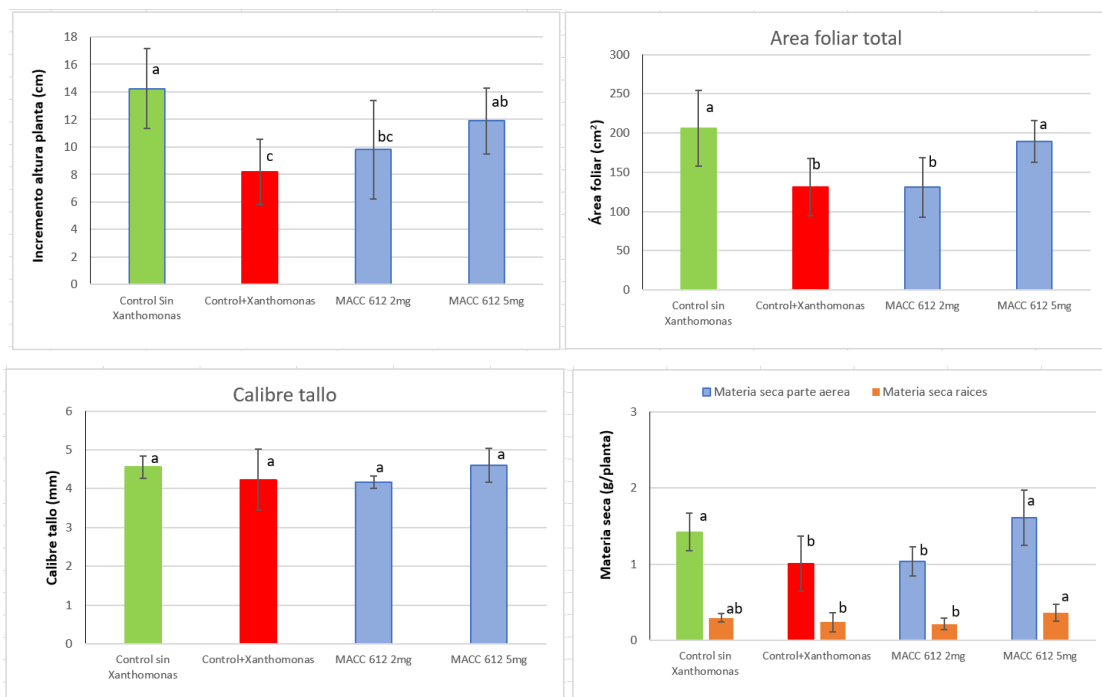 Incremento altura planta (cm)
18
16
14
12
10
8
6
4
2
0
a
c
bc
ab
Control Sin
Xanthomonas
Control+Xanthomonas
MACC 612 2mg
MACC 612 5mg
Area foliar total
Área foliar (cm²)
300
250
200
150
100
50
0
a
b
b
a
Control sin
Xanthomonas
Control+Xanthomonas
MACC 612 2mg
MACC 612 5mg
Calibre tallo
Calibre tallo (mm)
6
5
4
3
2
1
0
a
a
a
a
Control sin
Xanthomonas
Control+Xanthomonas
MACC 612 2mg
MACC 612 5mg
Materia seca parte aerea
Materia seca raices
Materia seca (g/planta)
3
2
1
0
a
ab
b
b
b
b
a
a
Control sin
Xanthomonas
Control+Xanthomonas
MACC 612 2mg
MACC 612 5mg